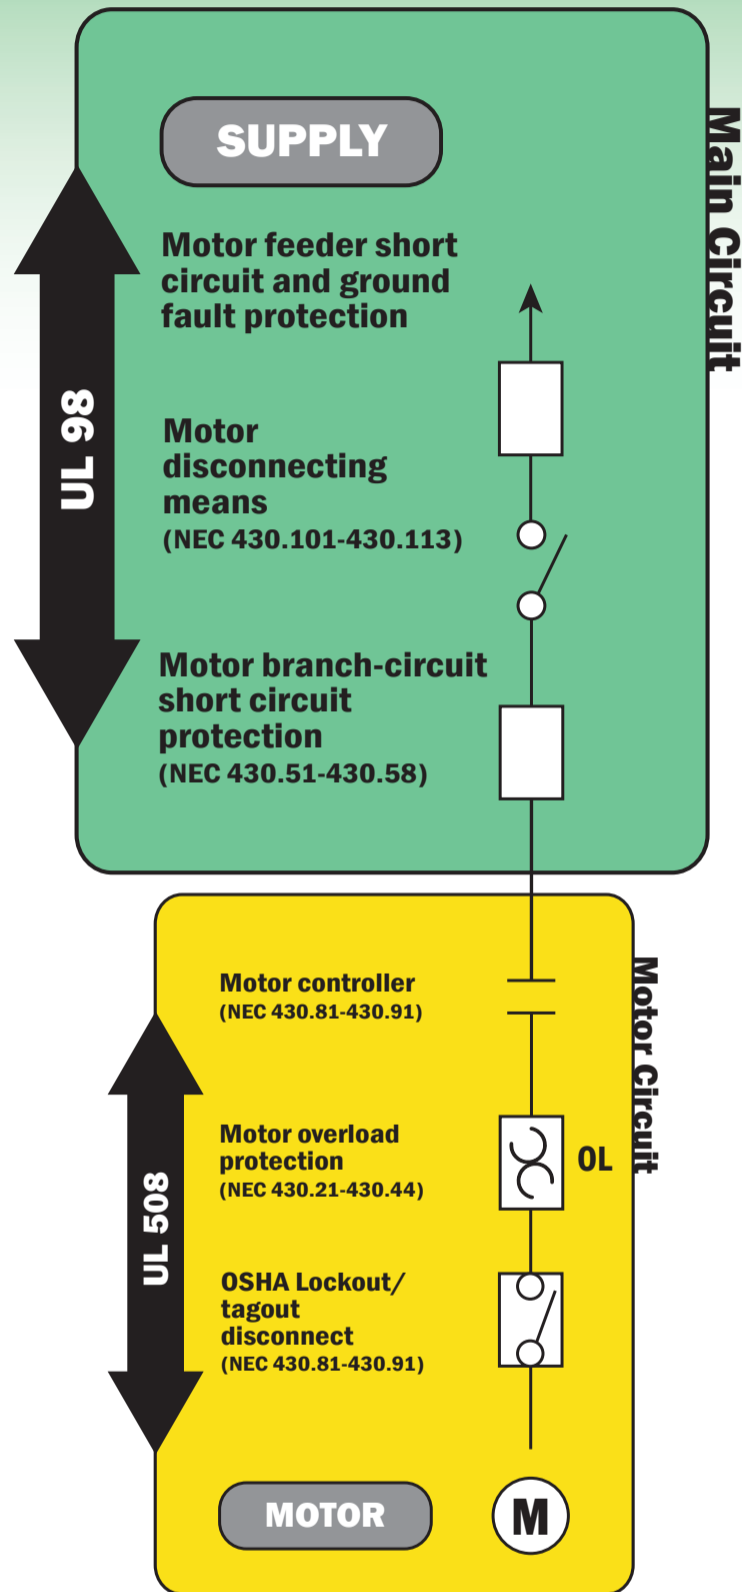 SUPPLY
Main Circuit
Motor feeder short
circuit and ground
fault protection
UL 98
Motor
disconnecting
means
(NEC 430.101-430.113)
Motor branch-circuit
short circuit
protection
(NEC 430.51-430.58)
Motor Circuit
Motor controller
(NEC 430.81-430.91)
Motor overload
protection
(NEC 430.21-430.44)
OL
UL 508
OSHA Lockout/
tagout
disconnect
(NEC 430.81-430.91)
MOTOR
M